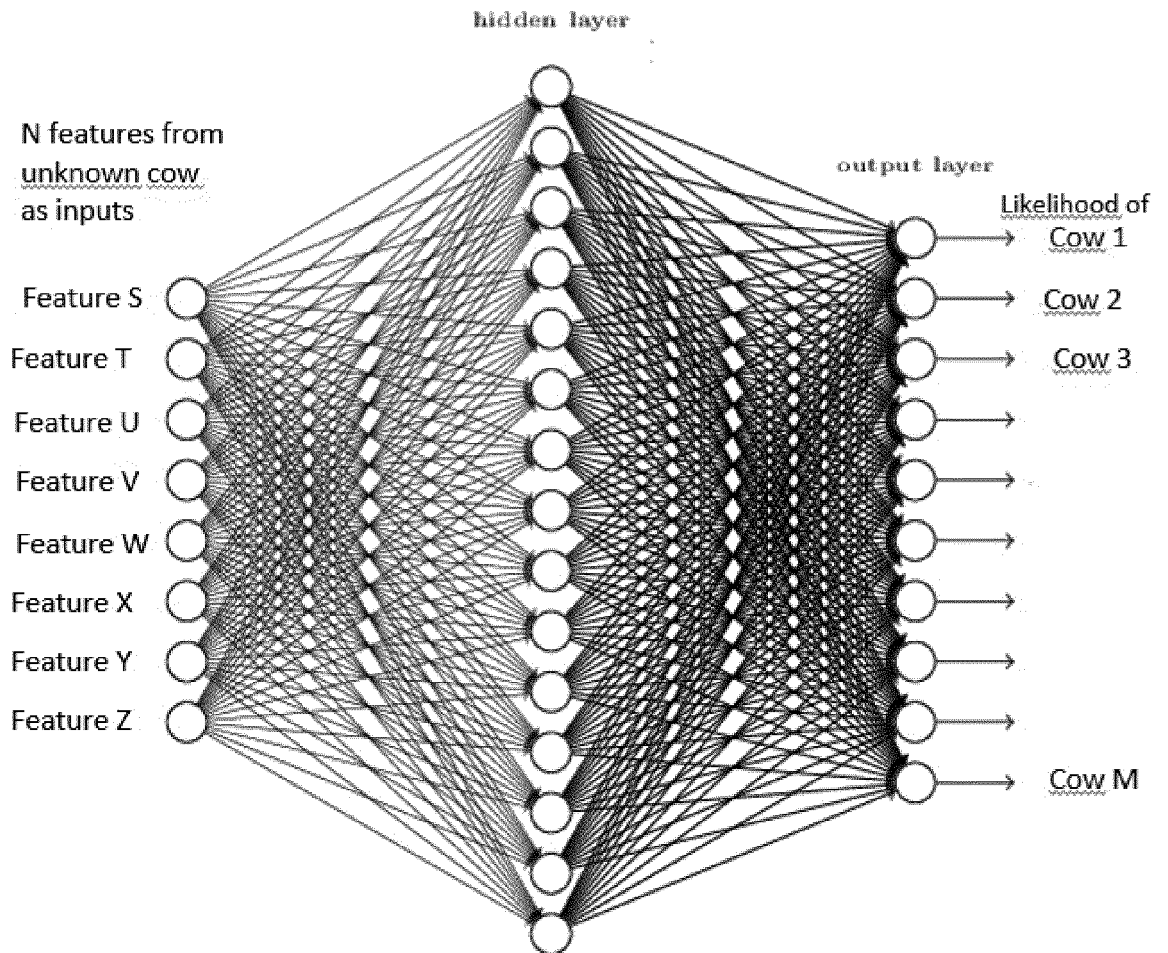 hidden layer
N features from
unknown cow
as inputs
output layer
Likelihood of
Cow 1
Feature S
Cow 2
Feature T
Cow 3
Feature U
Feature V
Feature W
Feature X
Feature Y
Feature Z
Cow M